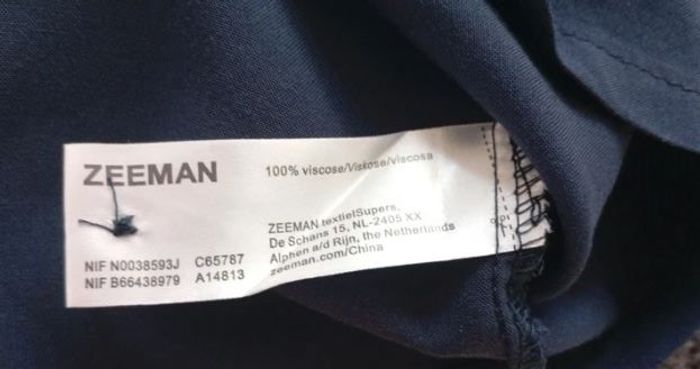 ZEEMAN
100% viscose/Viskose/viscosa
ZEEMAN textielSupers,
De Schans 15, NL-2405 XX
Alphen a/d Rijn, the Netherlands
zeeman.com/China
NIF N0038593J C65787
NIF B66438979 A14813